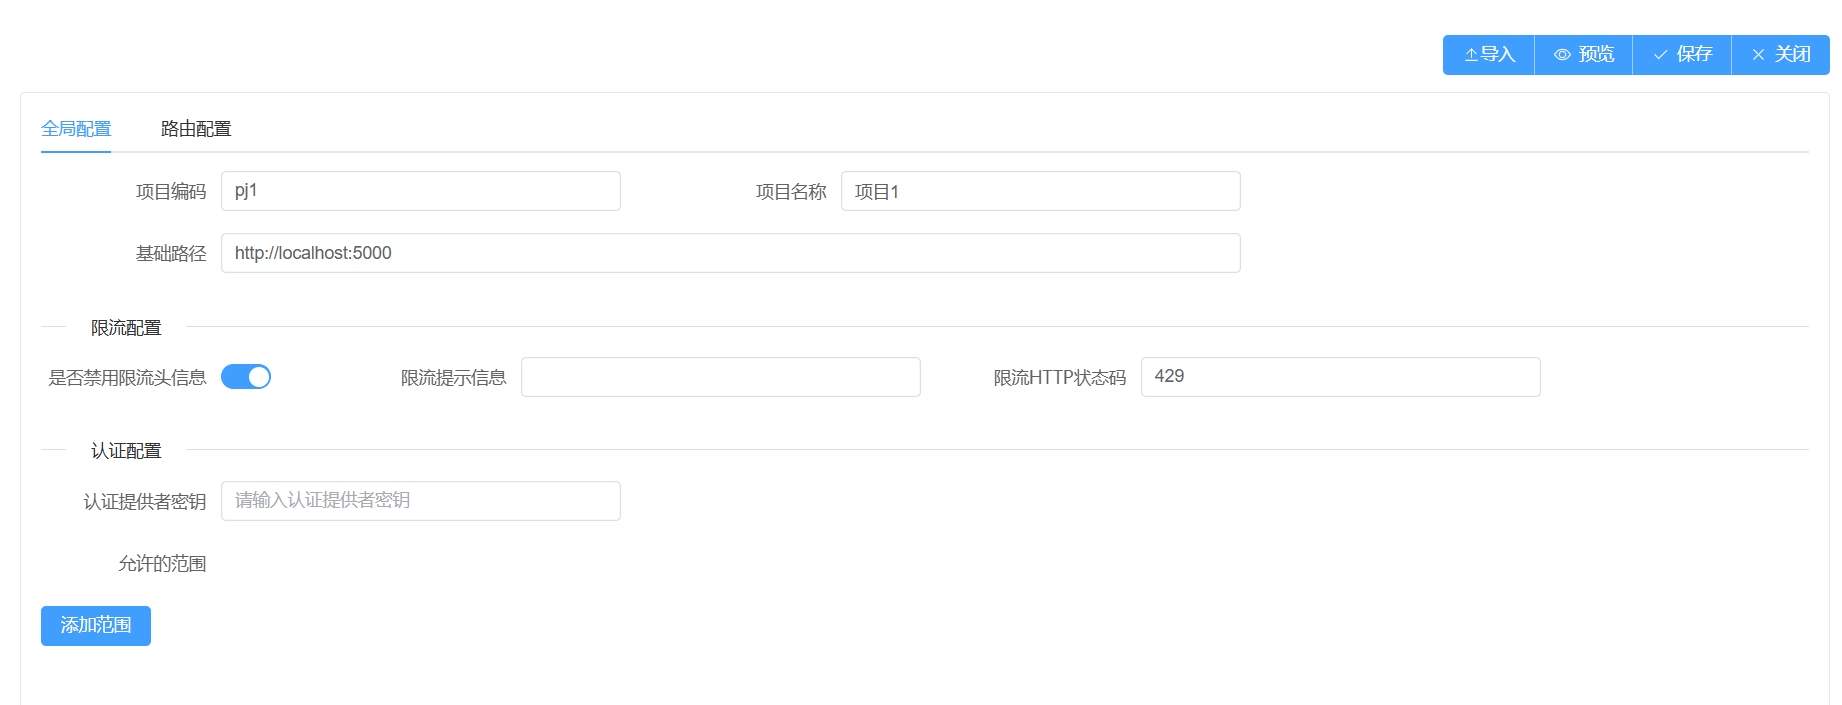 导入 预览 保存 关闭
全局配置 路由配置
项目编码 pj1 项目名称 项目1
基础路径 http://localhost:5000
限流配置
是否禁用限流头信息 限流提示信息 限流HTTP状态码 429
认证配置
认证提供者密钥 请输入认证提供者密钥
允许的范围
添加范围